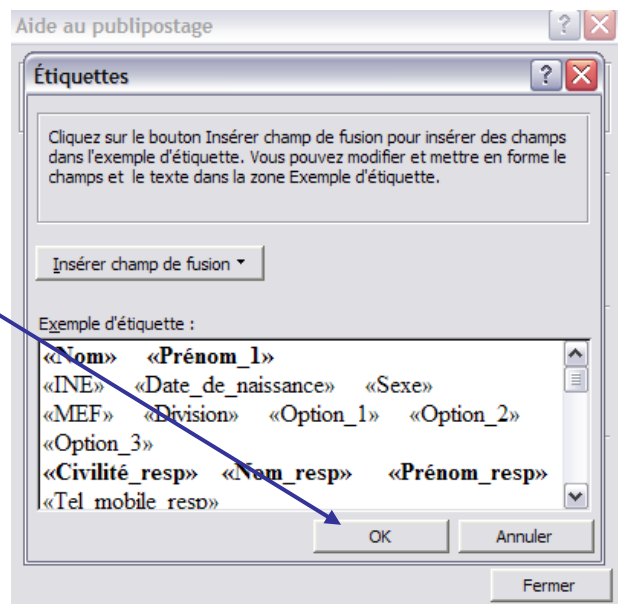 Aide au publipostage
Étiquettes
Cliquez sur le bouton Insérer champ de fusion pour insérer des champs
dans l'exemple d'étiquette. Vous pouvez modifier et mettre en forme le
champs et le texte dans la zone Exemple d'étiquette.
Insérer champ de fusion
Exemple d'étiquette :
«Nom» «Prénom_1»
«INE» «Date_de_naissance» «Sexe»
«MEF» «Division» «Option_1» «Option_2»
«Option_3»
«Civilité_resp» «Nom_resp» «Prénom_resp»
«Tel_mobile_resp»
OK Annuler
Fermer